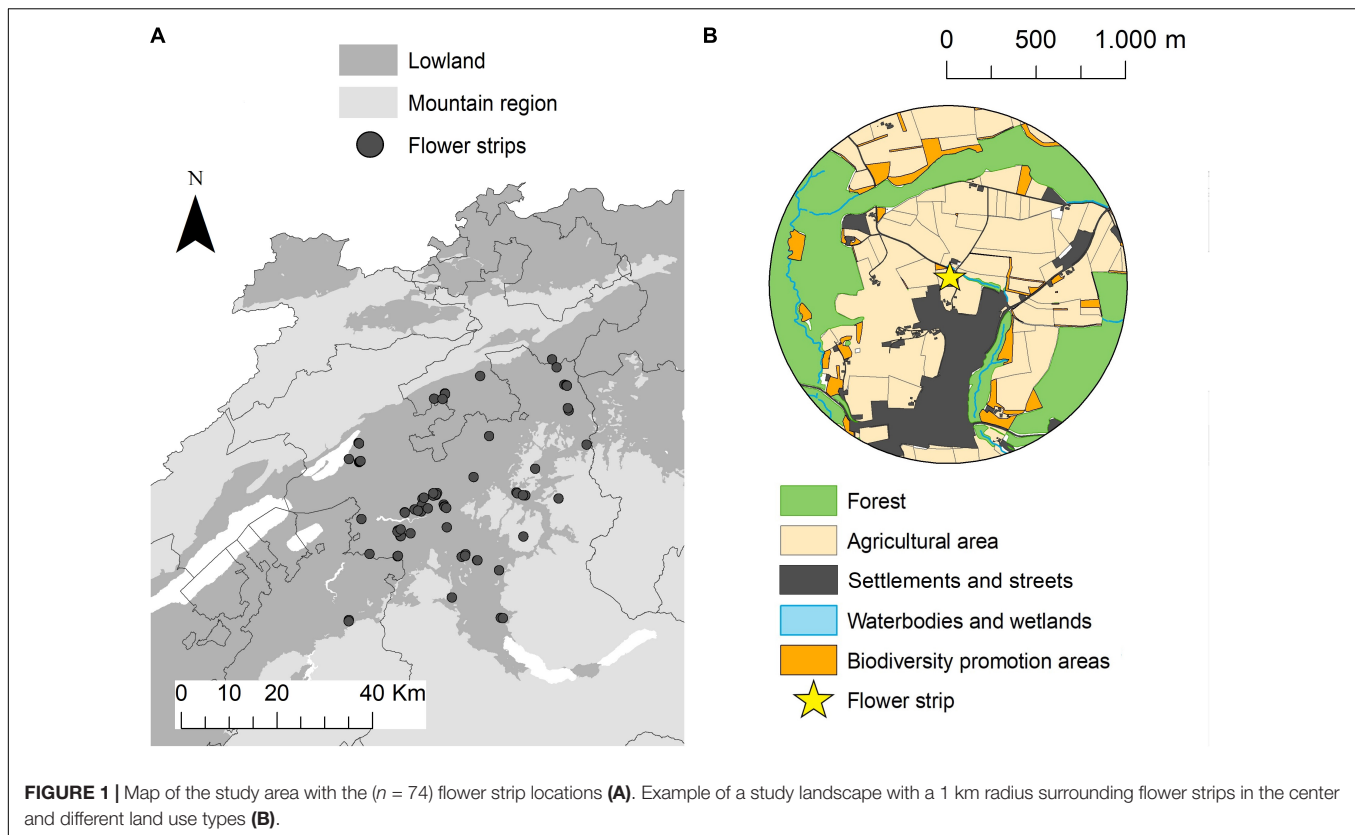 A
Lowland
Mountain region
Flower strips
N
0 10 20 40 Km
B
0 500 1.000 m
Forest
Agricultural area
Settlements and streets
Waterbodies and wetlands
Biodiversity promotion areas
Flower strip
FIGURE 1 | Map of the study area with the (n = 74) flower strip locations (A). Example of a study landscape with a 1 km radius surrounding flower strips in the center
and different land use types (B).